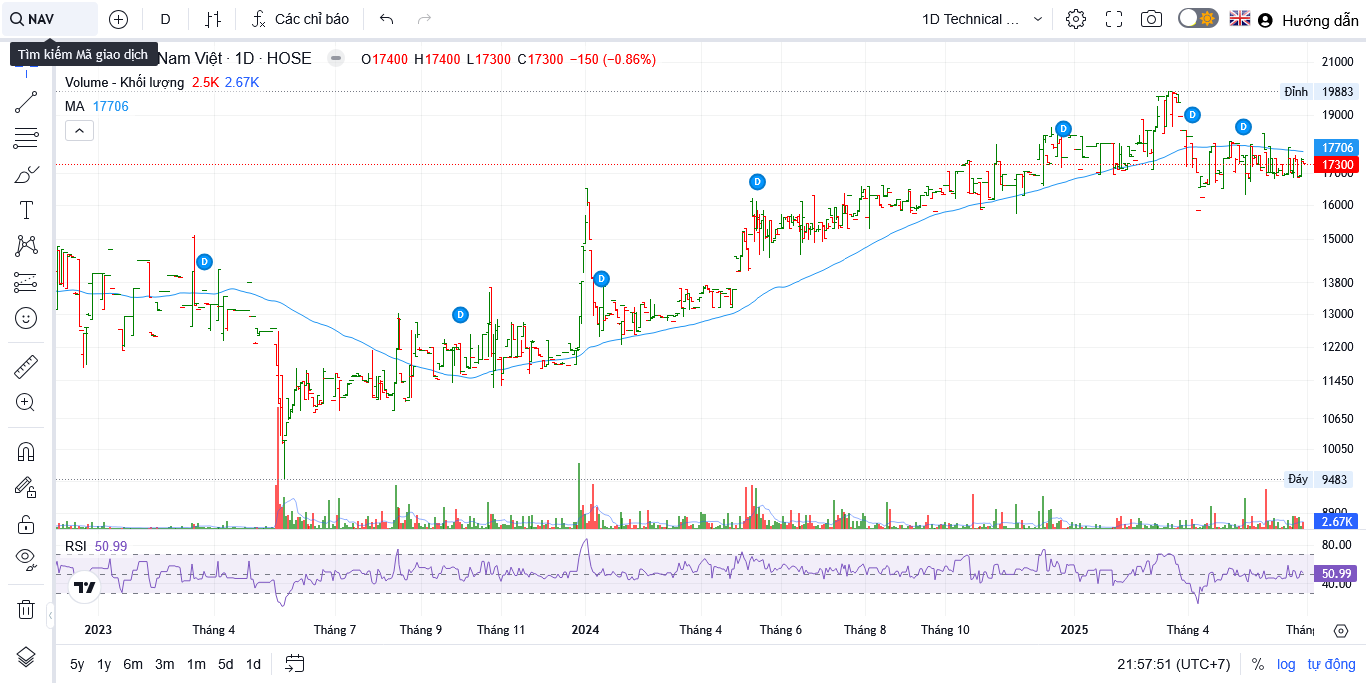 NAV D Các chỉ báo 1D Technical ... Hướng dẫn
Tìm kiếm Mã giao dịch
Nam Việt · 1D · HOSE O17400 H17400 L17300 C17300 −150 (−0.86%)
Volume - Khối lượng 2.5K 2.67K
MA 17706
21000
Đỉnh 19883
19000
17706
17300
17000
16000
15000
13800
13000
12200
11450
10650
10050
Đáy 9483
8900
2.67K
D
D
D
D
D
D
D
D
RSI 50.99
80.00
50.99
40.00
2023 Tháng 4 Tháng 7 Tháng 9 Tháng 11 2024 Tháng 4 Tháng 6 Tháng 8 Tháng 10 2025 Tháng 4 Thán
5y 1y 6m 3m 1m 5d 1d 21:57:51 (UTC+7) % log tự động